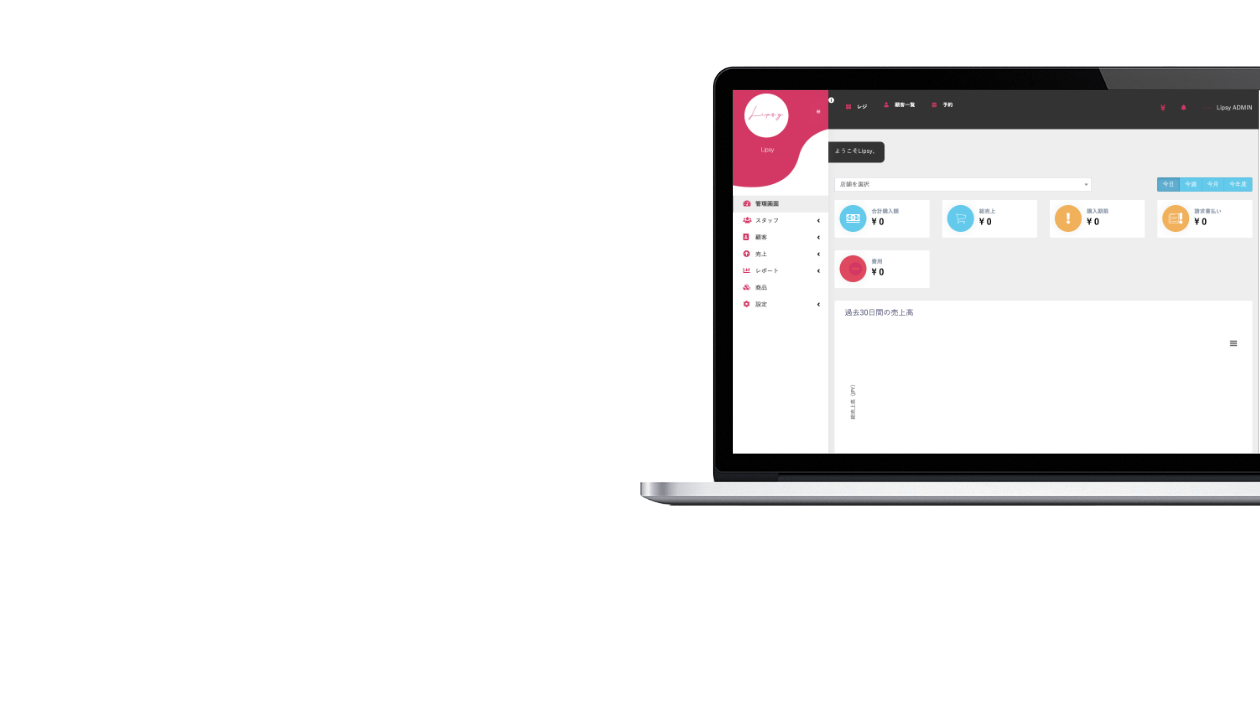 Lipsy
Lipsy
管理画面
スタッフ
顧客
売上
レポート
商品
設定
レジ
顧客一覧
予約
¥
Lipsy ADMIN
ようこそLipsy。
店舗を選択
今日
今週
今月
今年度
合計購入額
¥ 0
総売上
¥ 0
購入期限
¥ 0
請求書払い
¥ 0
費用
¥ 0
過去30日間の売上高
総売上高 (JPY)